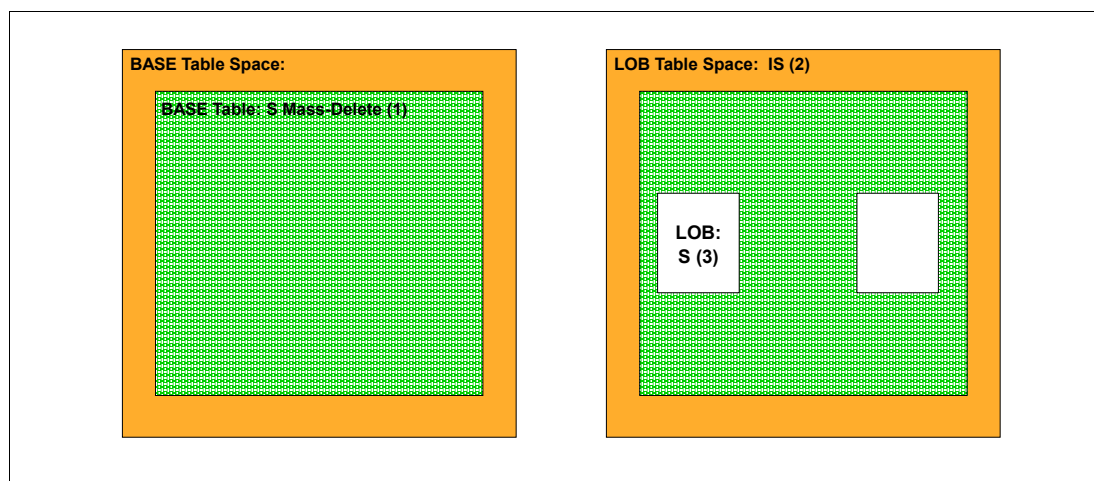 BASE Table Space:
BASE Table: S Mass-Delete (1)
LOB Table Space:  IS (2)
LOB:
S (3)